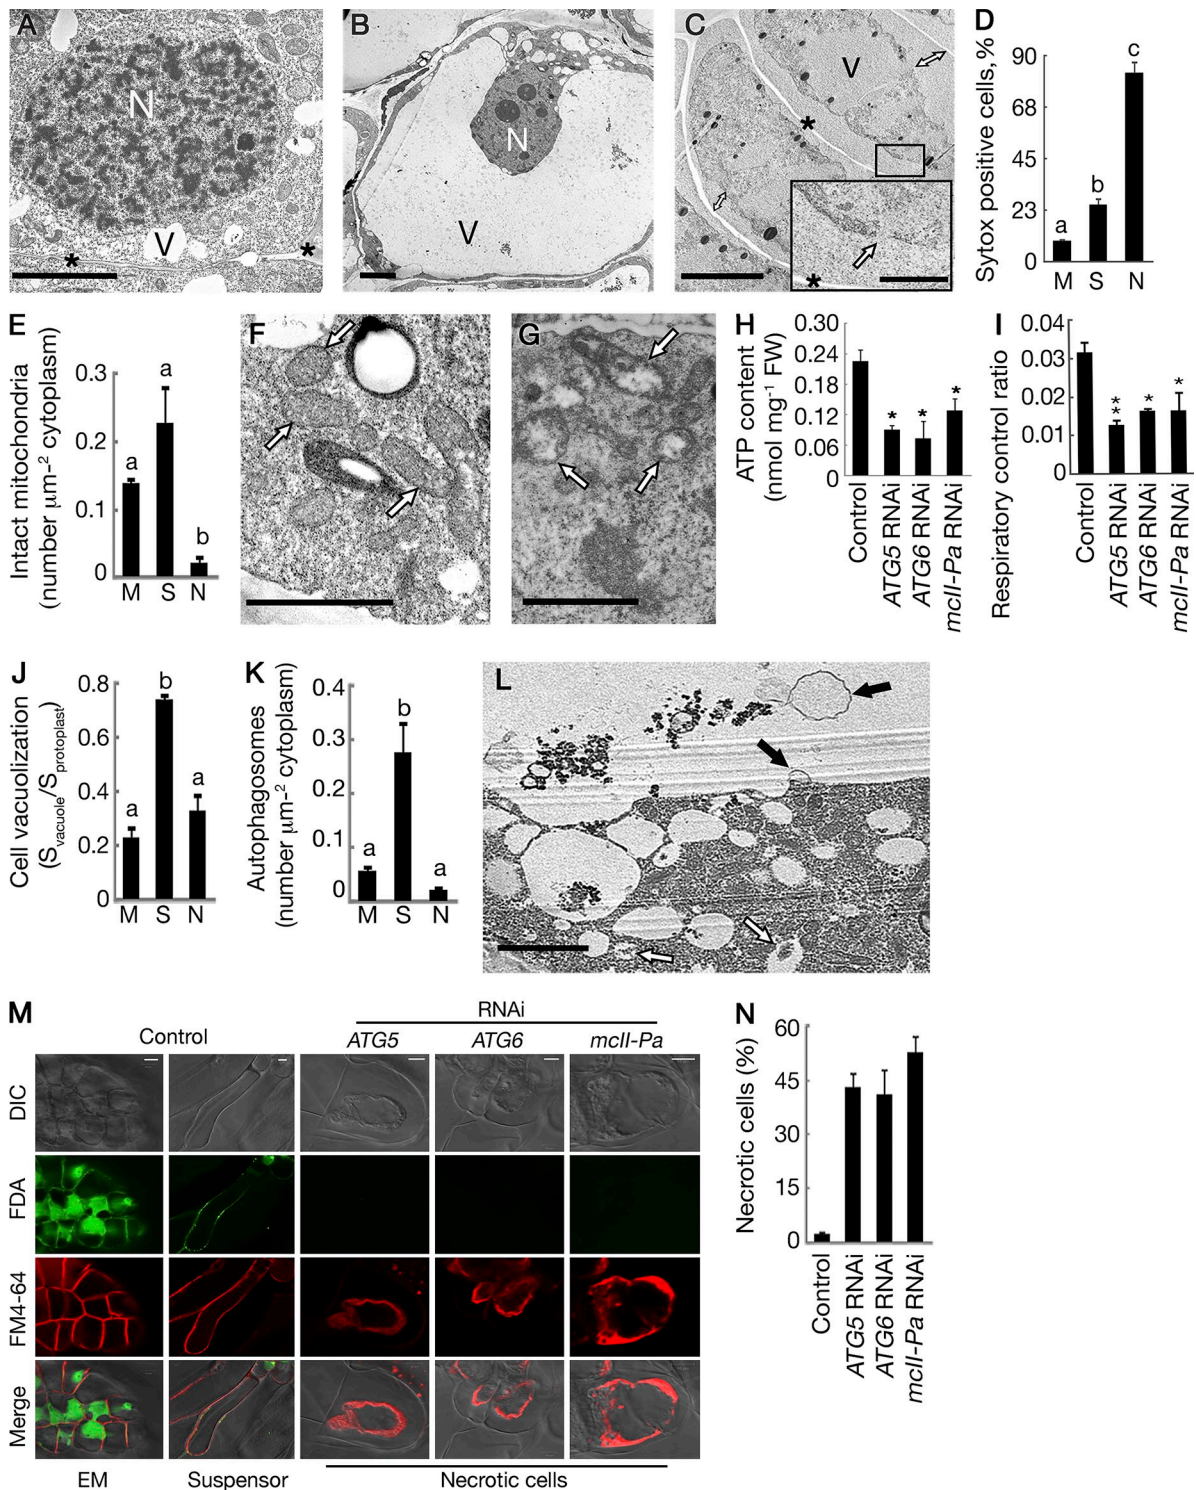 A
N
V
*
*
B
N
V
C
V
*
*
D
Sytox positive cells, %
90
68
45
23
0
a
b
c
M S N
E
Intact mitochondria
(number µm-² cytoplasm)
0.3
0.2
0.1
0
a
a
b
M S N
F
G
H
ATP content
(nmol mg⁻¹ FW)
0.30
0.24
0.18
0.12
0.06
*
*
*
Control
ATG5 RNAi
ATG6 RNAi
mcII-Pa RNAi
I
Respiratory control ratio
0.04
0.03
0.02
0.01
0
**
*
*
Control
ATG5 RNAi
ATG6 RNAi
mcII-Pa RNAi
J
Cell vacuolization
(Svacuole/Sprotoplast)
0.8
0.6
0.4
0.2
0
a
b
a
M S N
K
Autophagosomes
(number µm-² cytoplasm)
0.4
0.3
0.2
0.1
0
a
b
a
M S N
L
M
Control
RNAi
ATG5 ATG6 mcII-Pa
DIC
FDA
FM4-64
Merge
EM Suspensor Necrotic cells
N
Necrotic cells (%)
60
45
30
15
0
Control
ATG5 RNAi
ATG6 RNAi
mcII-Pa RNAi